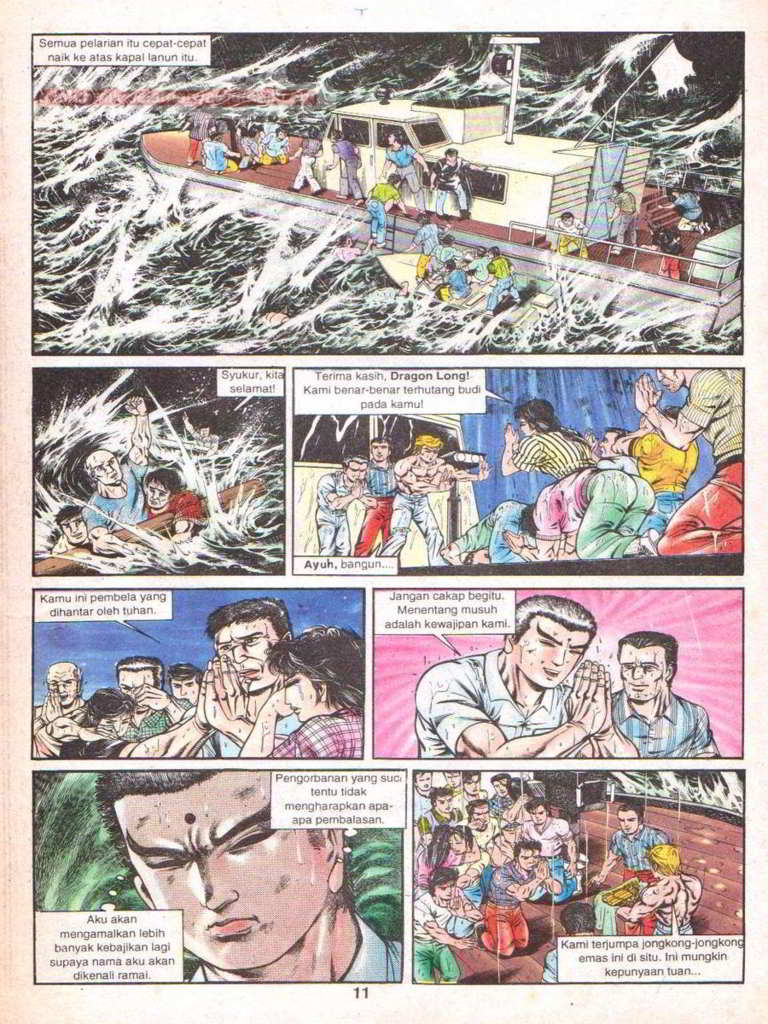 Semua pelarian itu cepat-cepat
naik ke atas kapal lanun itu.
Syukur, kita
selamat!
Terima kasih, Dragon Long!
Kami benar-benar terhutang budi
pada kamu!
Ayuh, bangun....
Kamu ini pembela yang
dihantar oleh tuhan.
Jangan cakap begitu.
Menentang musuh
adalah kewajipan kami.
Pengorbanan yang suci
tentu tidak
mengharapkan apa-
apa pembalasan.
Aku akan
mengamalkan lebih
banyak kebajikan lagi
supaya nama aku akan
dikenali ramai.
Kami terjumpa jongkong-jongkong
emas ini di situ. Ini mungkin
kepunyaan tuan...
11